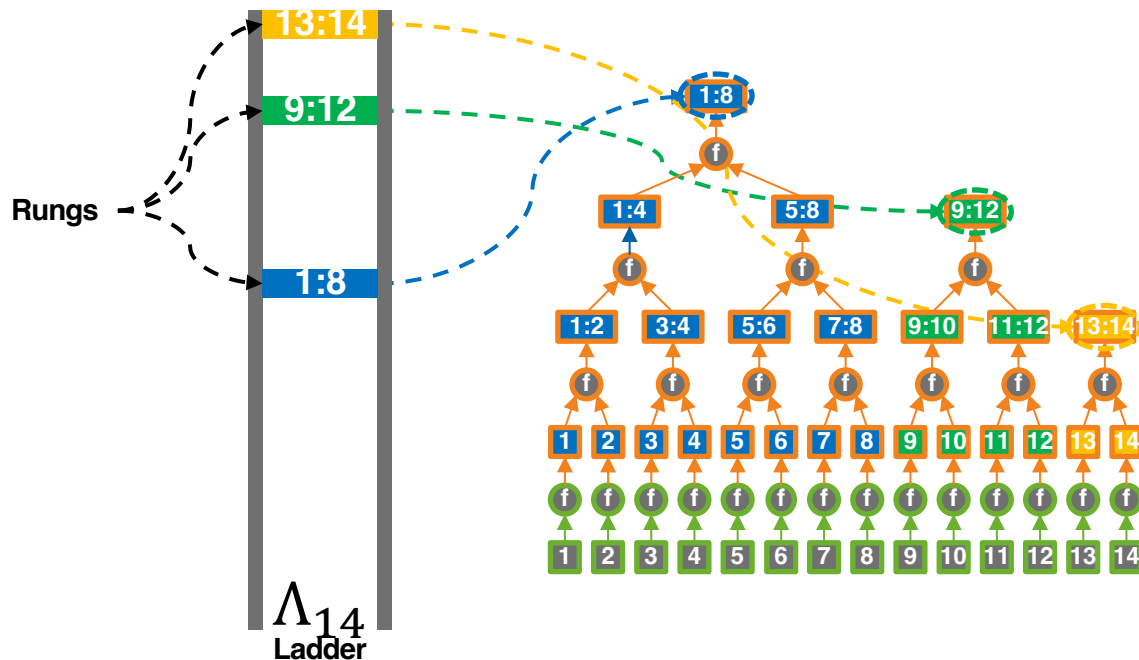 13:14
9:12
1:8
Rungs
1:8
Λ14
Ladder
1:8
f
1:4 5:8 9:12
f f f
1:2 3:4 5:6 7:8 9:10 11:12 13:14
f f f f f f f
1 2 3 4 5 6 7 8 9 10 11 12 13 14
f f f f f f f f f f f f f f
1 2 3 4 5 6 7 8 9 10 11 12 13 14